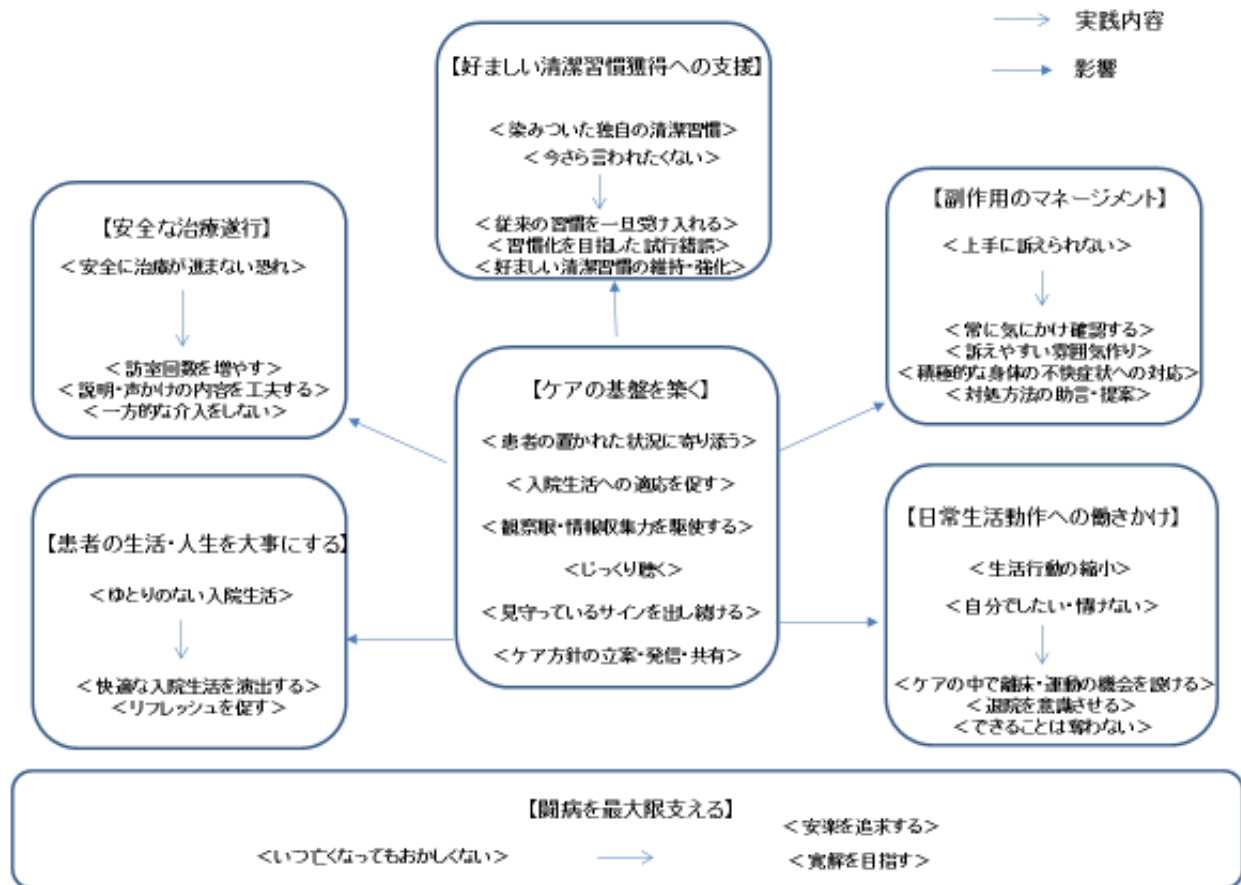 実践内容
影響
【好ましい清潔習慣獲得への支援】
＜染みついた独自の清潔習慣＞
＜今さら言われたくない＞
＜従来の習慣を一旦受け入れる＞
＜習慣化を目指した試行錯誤＞
＜好ましい清潔習慣の維持・強化＞
【安全な治療遂行】
＜安全に治療が進まない恐れ＞
＜訪室回数を増やす＞
＜説明・声かけの内容を工夫する＞
＜一方的な介入をしない＞
【副作用のマネージメント】
＜上手に訴えられない＞
＜常に気にかけ確認する＞
＜訴えやすい雰囲気作り＞
＜積極的な身体の不快症状への対応＞
＜対処方法の助言・提案＞
【ケアの基盤を築く】
＜患者の置かれた状況に寄り添う＞
＜入院生活への適応を促す＞
＜観察眼・情報収集力を駆使する＞
＜じっくり聴く＞
＜見守っているサインを出し続ける＞
＜ケア方針の立案・発信・共有＞
【患者の生活・人生を大事にする】
＜ゆとりのない入院生活＞
＜快適な入院生活を演出する＞
＜リフレッシュを促す＞
【日常生活動作への働きかけ】
＜生活行動の縮小＞
＜自分でしたい・情けない＞
＜ケアの中で離床・運動の機会を設ける＞
＜退院を意識させる＞
＜できることは奪わない＞
【闘病を最大限支える】
＜いつ亡くなってもおかしくない＞
＜安楽を追求する＞
＜寛解を目指す＞